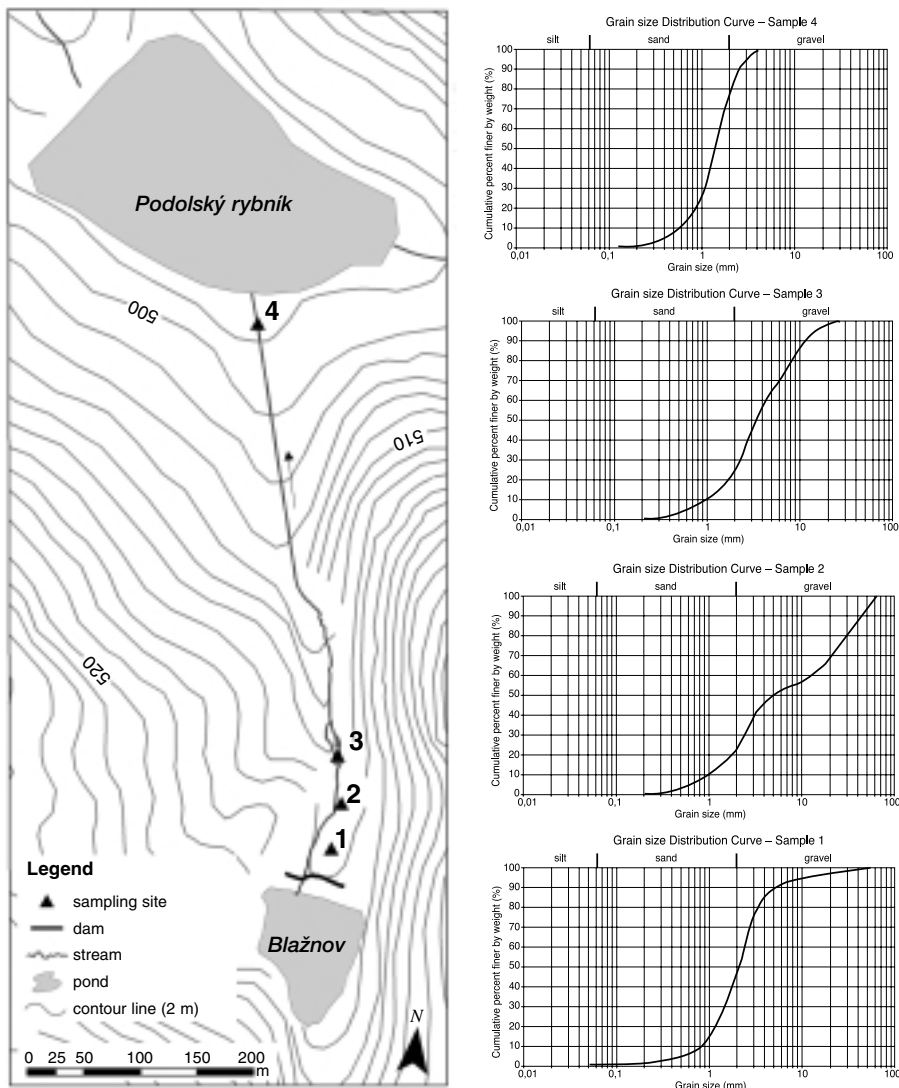 Podolský rybník
4
500
510
520
3
2
1
Blažnov
Legend
sampling site
dam
stream
pond
contour line (2 m)
0 25 50 100 150 200
m
N
Grain size Distribution Curve – Sample 4
silt sand gravel
Cumulative percent finer by weight (%)
100
90
80
70
60
50
40
30
20
10
0
0,01 0,1 1 10 100
Grain size (mm)
Grain size Distribution Curve – Sample 3
silt sand gravel
Cumulative percent finer by weight (%)
100
90
80
70
60
50
40
30
20
10
0
0,01 0,1 1 10 100
Grain size (mm)
Grain size Distribution Curve – Sample 2
silt sand gravel
Cumulative percent finer by weight (%)
100
90
80
70
60
50
40
30
20
10
0
0,01 0,1 1 10 100
Grain size (mm)
Grain size Distribution Curve – Sample 1
silt sand gravel
Cumulative percent finer by weight (%)
100
90
80
70
60
50
40
30
20
10
0
0,01 0,1 1 10 100
Grain size (mm)